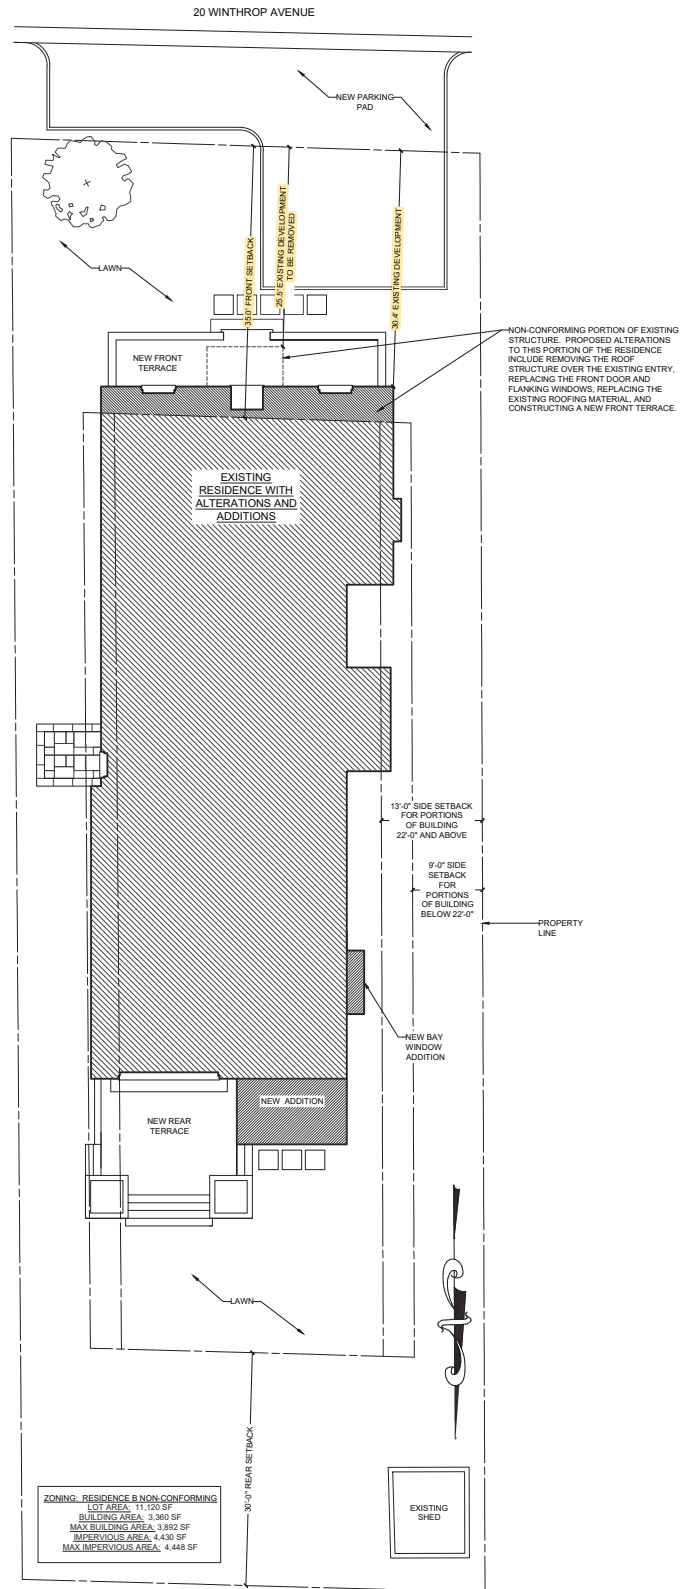 20 WINTHROP AVENUE
NEW PARKING
PAD
LAWN
35.0' FRONT SETBACK
25.5' EXISTING DEVELOPMENT
TO BE REMOVED
30.4' EXISTING DEVELOPMENT
NEW FRONT
TERRACE
NON-CONFORMING PORTION OF EXISTING
STRUCTURE. PROPOSED ALTERATIONS
TO THIS PORTION OF THE RESIDENCE
INCLUDE REMOVING THE ROOF
STRUCTURE OVER THE EXISTING ENTRY,
REPLACING THE FRONT DOOR AND
FLANKING WINDOWS, REPLACING THE
EXISTING ROOFING MATERIAL, AND
CONSTRUCTING A NEW FRONT TERRACE.
EXISTING
RESIDENCE WITH
ALTERATIONS AND
ADDITIONS
13'-0" SIDE SETBACK
FOR PORTIONS
OF BUILDING
22'-0" AND ABOVE
9'-0" SIDE
SETBACK
FOR
PORTIONS
OF BUILDING
BELOW 22'-0"
PROPERTY
LINE
NEW BAY
WINDOW
ADDITION
NEW ADDITION
NEW REAR
TERRACE
LAWN
30'-0" REAR SETBACK
ZONING: RESIDENCE B NON-CONFORMING
LOT AREA: 11,120 SF
BUILDING AREA: 3,360 SF
MAX BUILDING AREA: 3,892 SF
IMPERVIOUS AREA: 4,430 SF
MAX IMPERVIOUS AREA: 4,448 SF
EXISTING
SHED